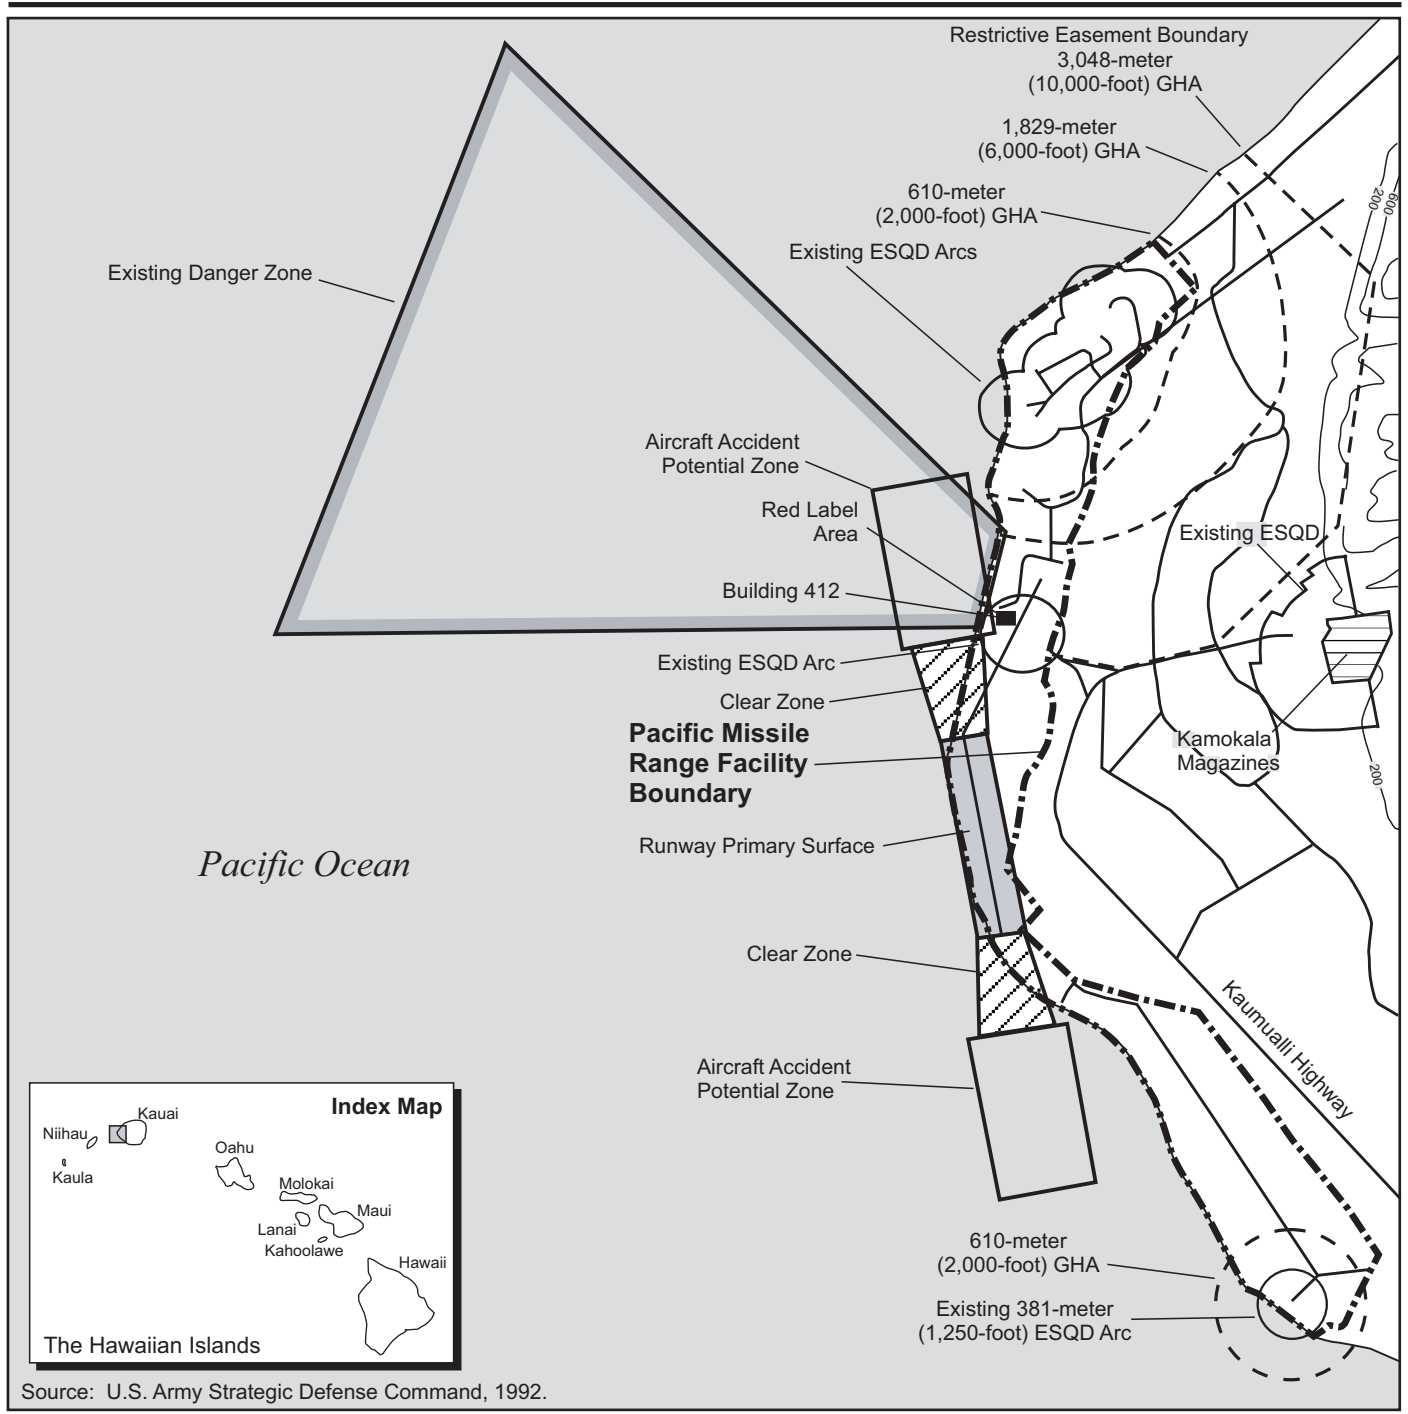 Restrictive Easement Boundary
3,048-meter
(10,000-foot) GHA
1,829-meter
(6,000-foot) GHA
610-meter
(2,000-foot) GHA
Existing ESQD Arcs
200
600
Existing Danger Zone
Aircraft Accident
Potential Zone
Red Label
Area
Existing ESQD
Building 412
Existing ESQD Arc
Clear Zone
Pacific Missile
Range Facility
Boundary
Kamokala
Magazines
200
Runway Primary Surface
Pacific Ocean
Clear Zone
Kaumualli Highway
Aircraft Accident
Potential Zone
610-meter
(2,000-foot) GHA
Existing 381-meter
(1,250-foot) ESQD Arc
Index Map
Kauai
Niihau
Kaula
Oahu
Molokai
Maui
Lanai
Kahoolawe
Hawaii
The Hawaiian Islands
Source: U.S. Army Strategic Defense Command, 1992.